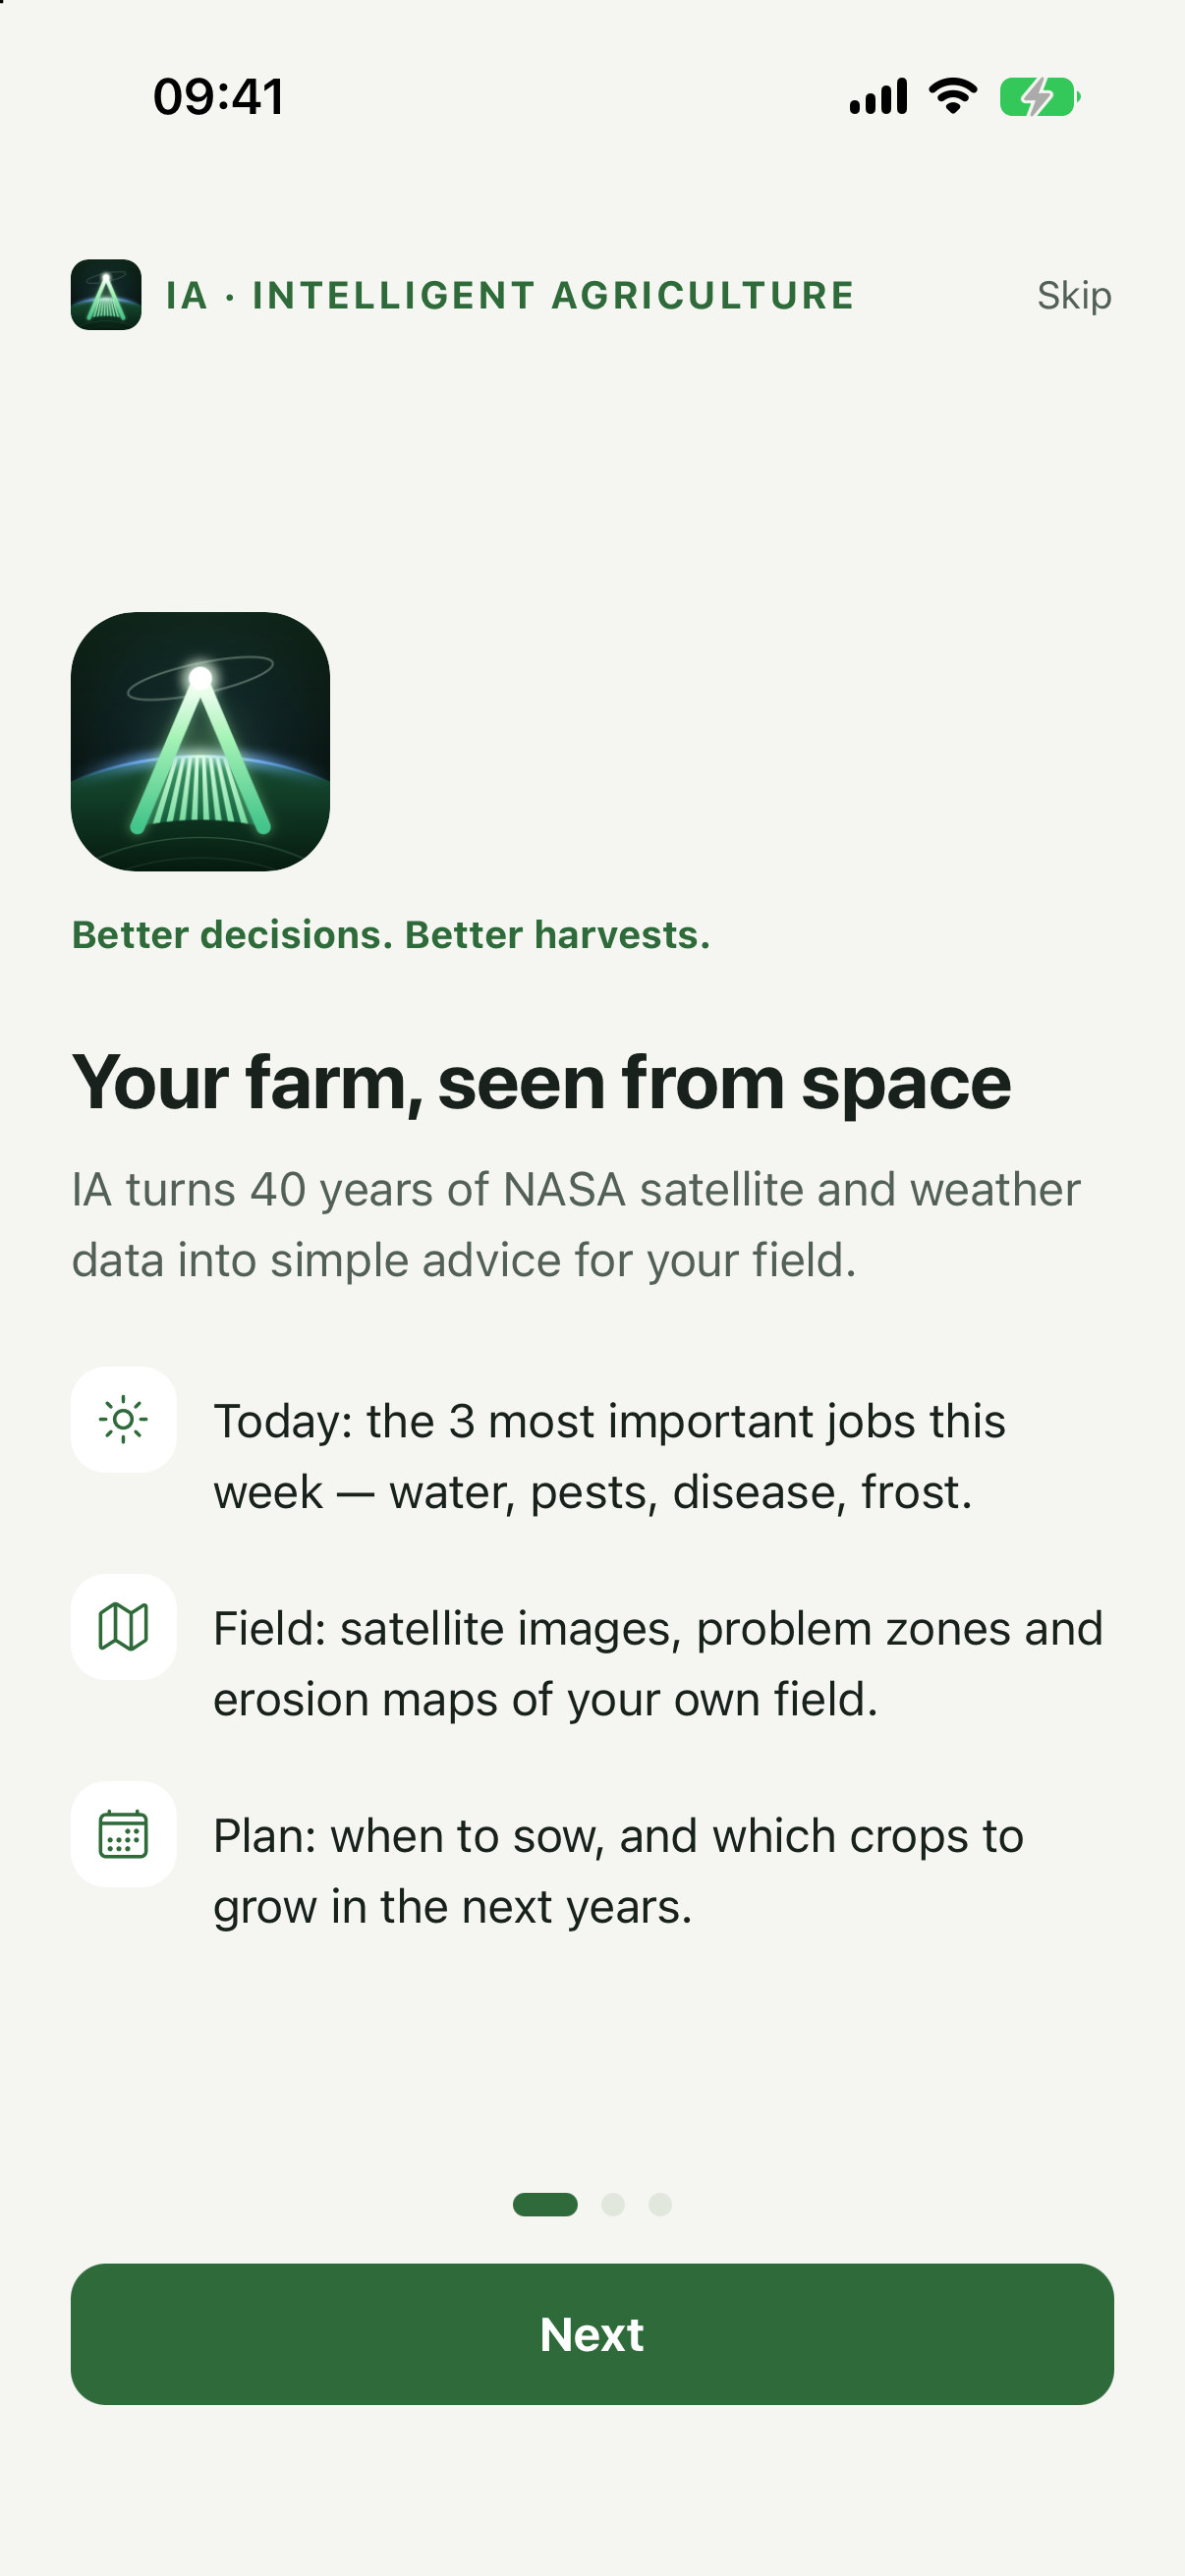 09:41
IA · INTELLIGENT AGRICULTURE
Skip
Better decisions. Better harvests.
Your farm, seen from space
IA turns 40 years of NASA satellite and weather
data into simple advice for your field.
Today: the 3 most important jobs this
week — water, pests, disease, frost.
Field: satellite images, problem zones and
erosion maps of your own field.
Plan: when to sow, and which crops to
grow in the next years.
Next